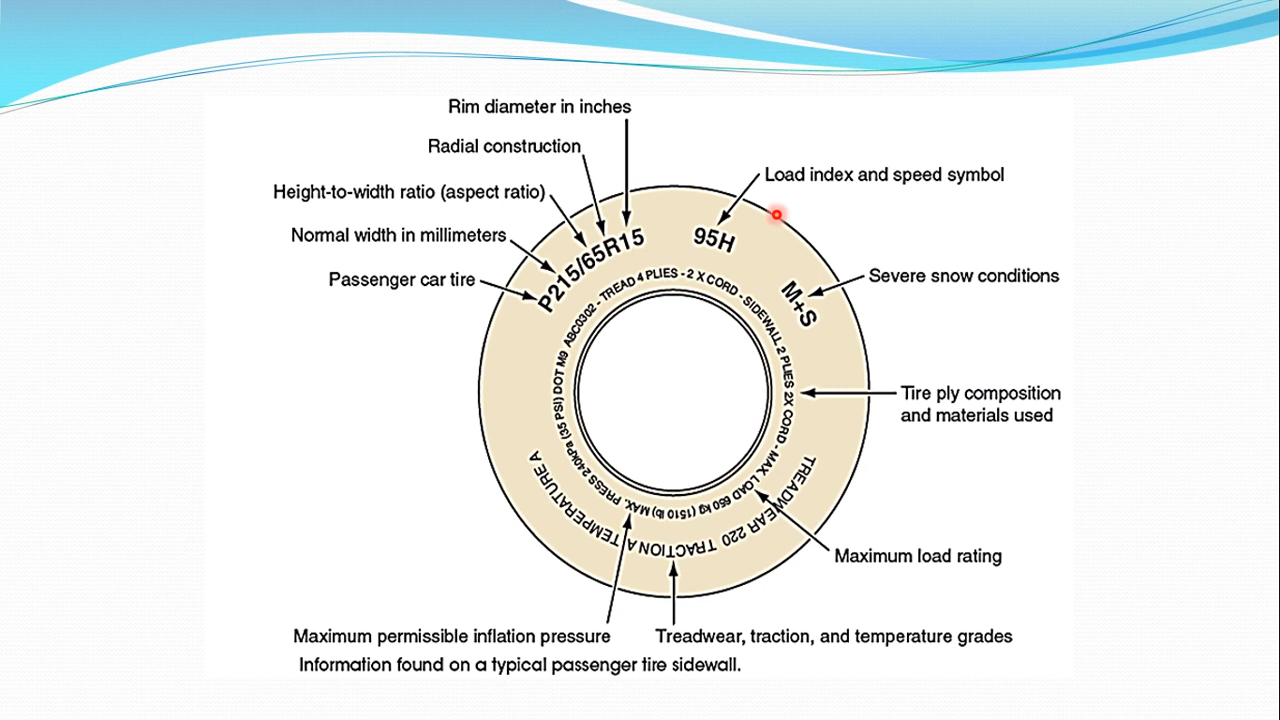 Rim diameter in inches
Radial construction
Height-to-width ratio (aspect ratio)
Normal width in millimeters
Passenger car tire
Load index and speed symbol
Severe snow conditions
Tire ply composition
and materials used
Maximum load rating
P215/65R15
95H
M+S
DOT M9 ABC0302 - TREAD 4 PLIES - 2 X CORD - SIDEWALL 2 PLIES 2X CORD - MAX. LOAD 650 kg (1510 lb) MAX. PRESS 240kPa (35 PSI)
TREADWEAR 220 TRACTION A TEMPERATURE A
Maximum permissible inflation pressure
Treadwear, traction, and temperature grades
Information found on a typical passenger tire sidewall.